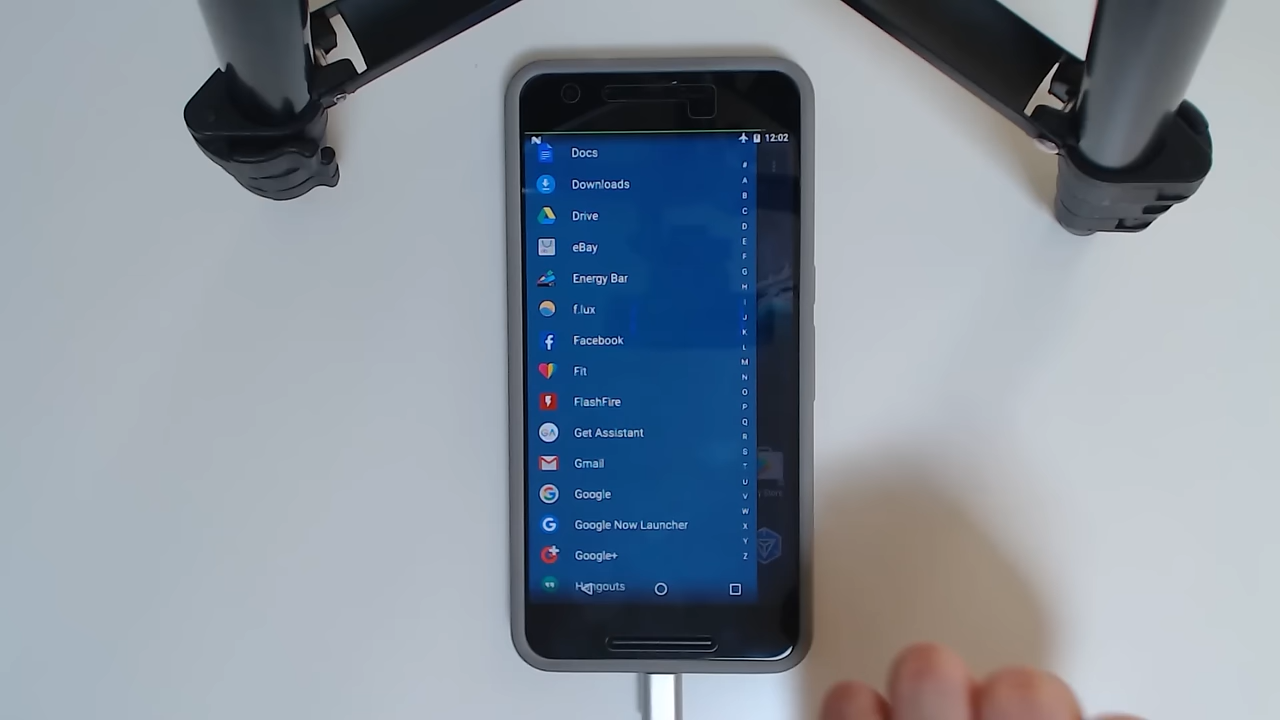 12:02
Docs
Downloads
Drive
eBay
Energy Bar
f.lux
Facebook
Fit
FlashFire
Get Assistant
Gmail
Google
Google Now Launcher
Google+
Hangouts
#
A
B
C
D
E
F
G
H
I
J
K
L
M
N
O
P
Q
R
S
T
U
V
W
X
Y
Z